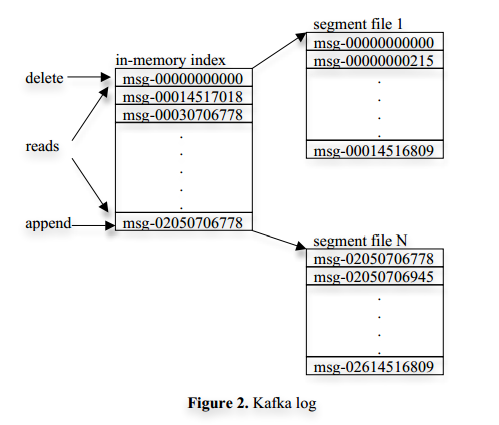 segment file 1
in-memory index
msg-00000000000
msg-00000000215
.
.
.
.
msg-00014516809
delete
msg-00000000000
msg-00014517018
msg-00030706778
reads
.
.
.
.
.
append
msg-02050706778
segment file N
msg-02050706778
msg-02050706945
.
.
.
.
msg-02614516809
Figure 2. Kafka log